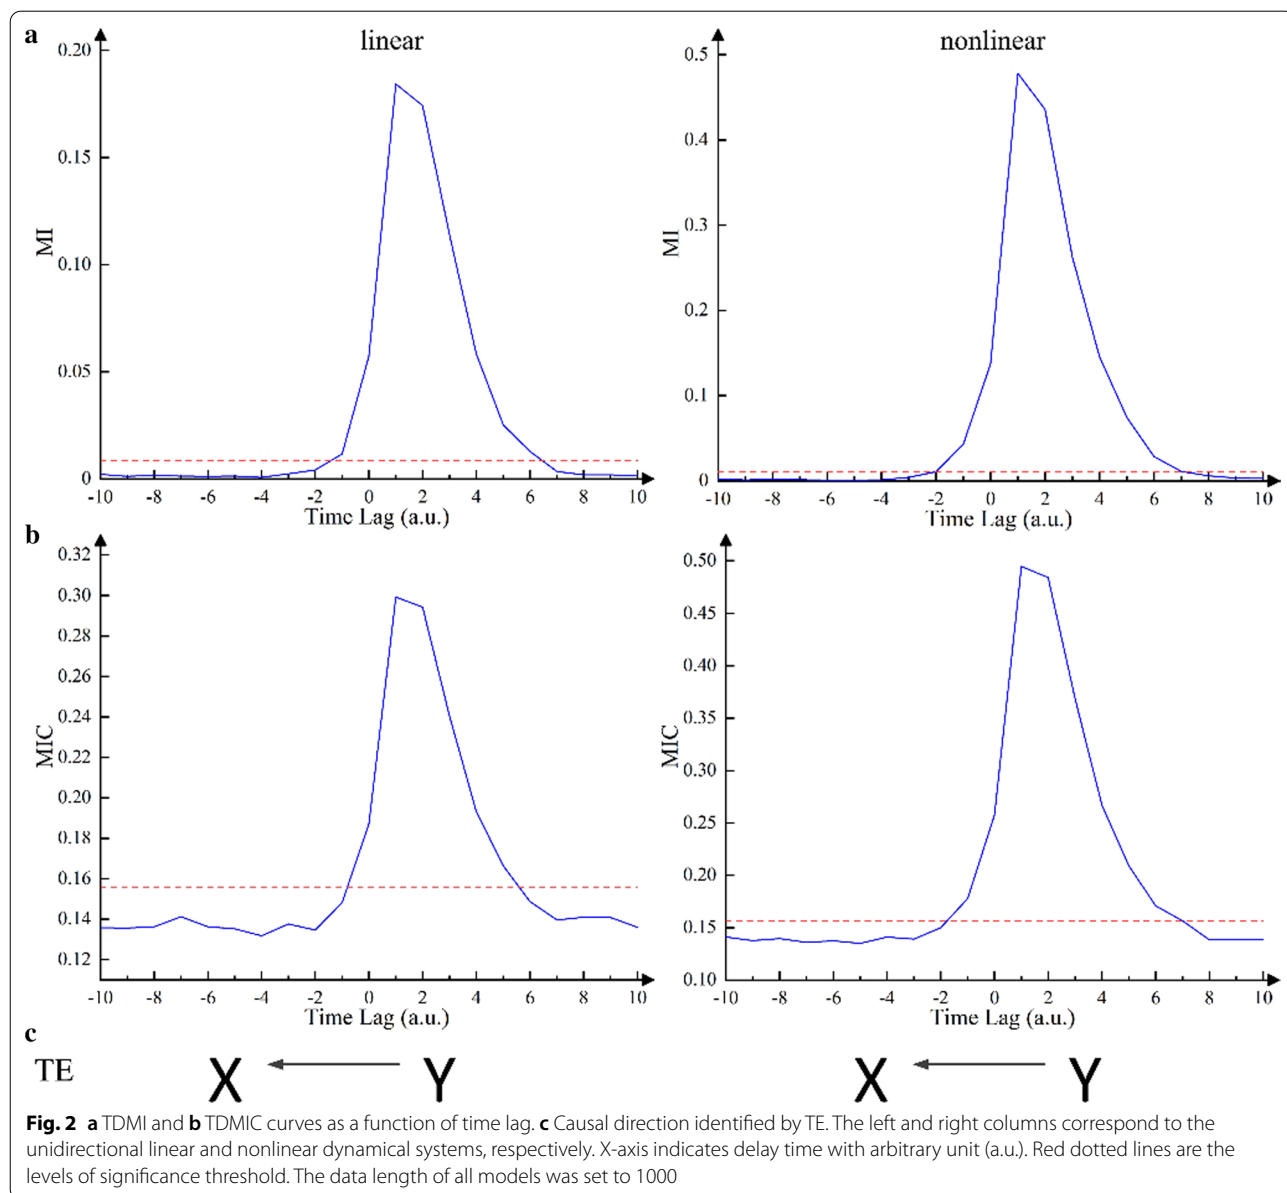 a
linear
nonlinear
0.20
0.15
0.10
0.05
0
MI
-10 -8 -6 -4 -2 0 2 4 6 8 10
Time Lag (a.u.)
0.5
0.4
0.3
0.2
0.1
0
MI
-10 -8 -6 -4 -2 0 2 4 6 8 10
Time Lag (a.u.)
b
0.32
0.30
0.28
0.26
0.24
0.22
0.20
0.18
0.16
0.14
0.12
MIC
-10 -8 -6 -4 -2 0 2 4 6 8 10
Time Lag (a.u.)
0.50
0.45
0.40
0.35
0.30
0.25
0.20
0.15
0.10
MIC
-10 -8 -6 -4 -2 0 2 4 6 8 10
Time Lag (a.u.)
c
TE X Y X Y
Fig. 2 a TDMI and b TDMIC curves as a function of time lag. c Causal direction identified by TE. The left and right columns correspond to the
unidirectional linear and nonlinear dynamical systems, respectively. X-axis indicates delay time with arbitrary unit (a.u.). Red dotted lines are the
levels of significance threshold. The data length of all models was set to 1000